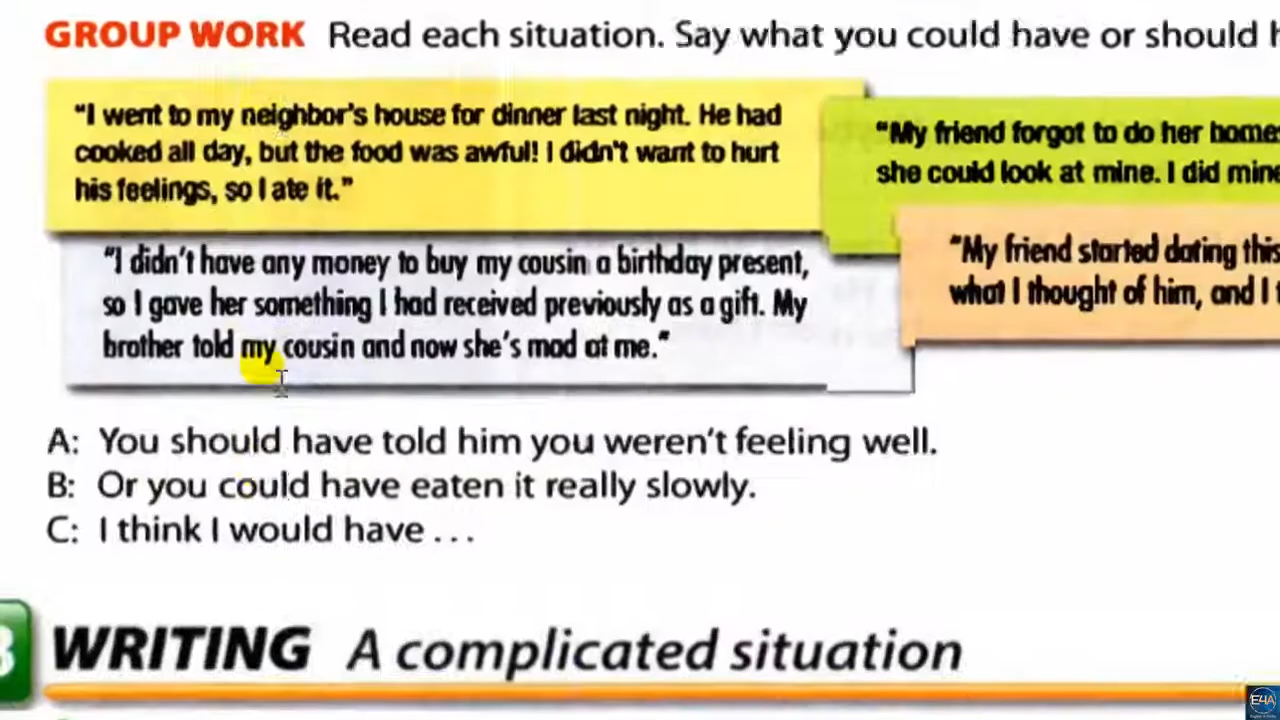 GROUP WORK Read each situation. Say what you could have or should
"I went to my neighbor's house for dinner last night. He had
cooked all day, but the food was awful! I didn't want to hurt
his feelings, so I ate it."
"My friend forgot to do her
she could look at mine. I did
"I didn't have any money to buy my cousin a birthday present,
so I gave her something I had received previously as a gift. My
brother told my cousin and now she's mad at me."
"My friend started dating this
what I thought of him, and I
A: You should have told him you weren't feeling well.
B: Or you could have eaten it really slowly.
C: I think I would have ...
WRITING A complicated situation
E4A